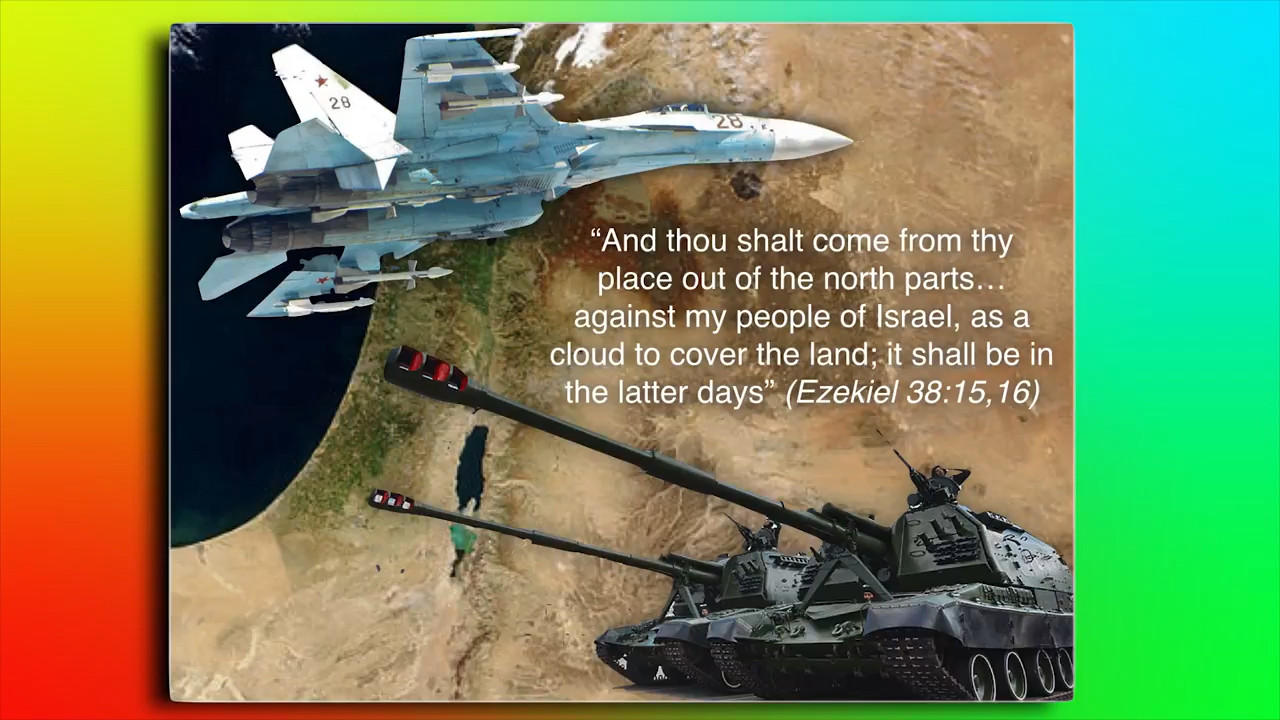 28
28
“And thou shalt come from thy
place out of the north parts…
against my people of Israel, as a
cloud to cover the land; it shall be in
the latter days” (Ezekiel 38:15,16)